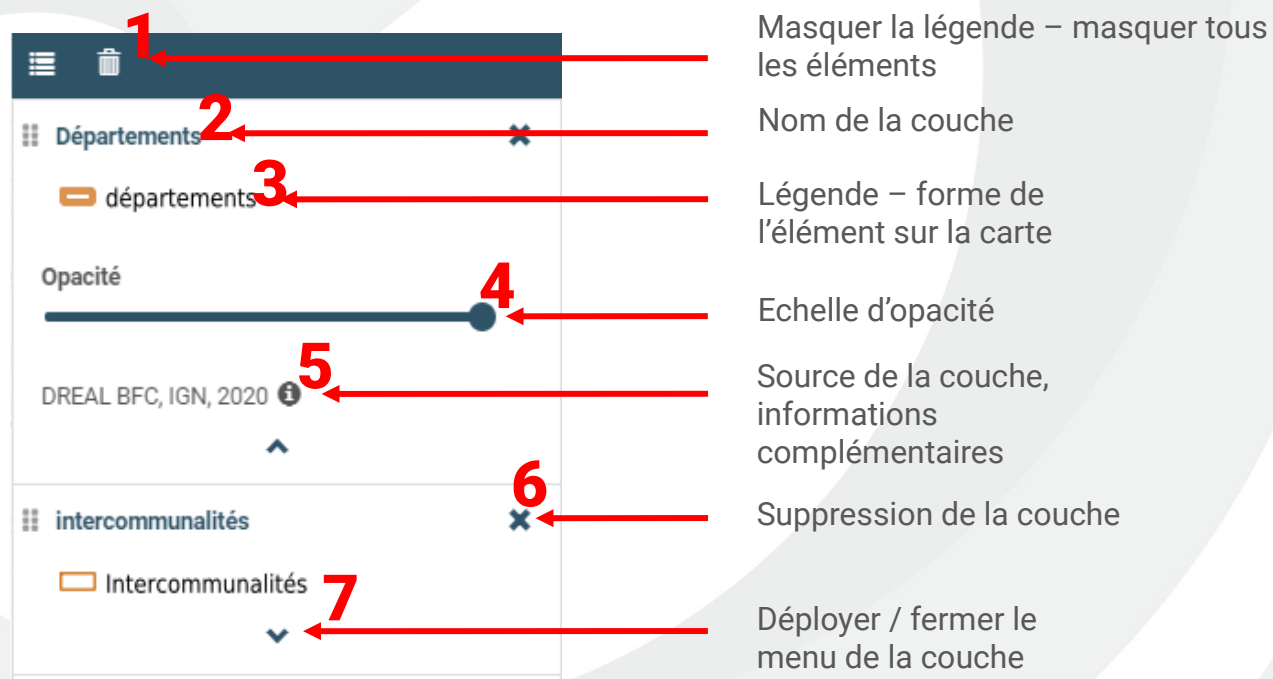 1
Masquer la légende – masquer tous
les éléments
2
Départements
Nom de la couche
3
départements
Légende – forme de
l’élément sur la carte
Opacité
4
Echelle d’opacité
5
DREAL BFC, IGN, 2020
Source de la couche,
informations
complémentaires
6
intercommunalités
Suppression de la couche
Intercommunalités
7
Déployer / fermer le
menu de la couche